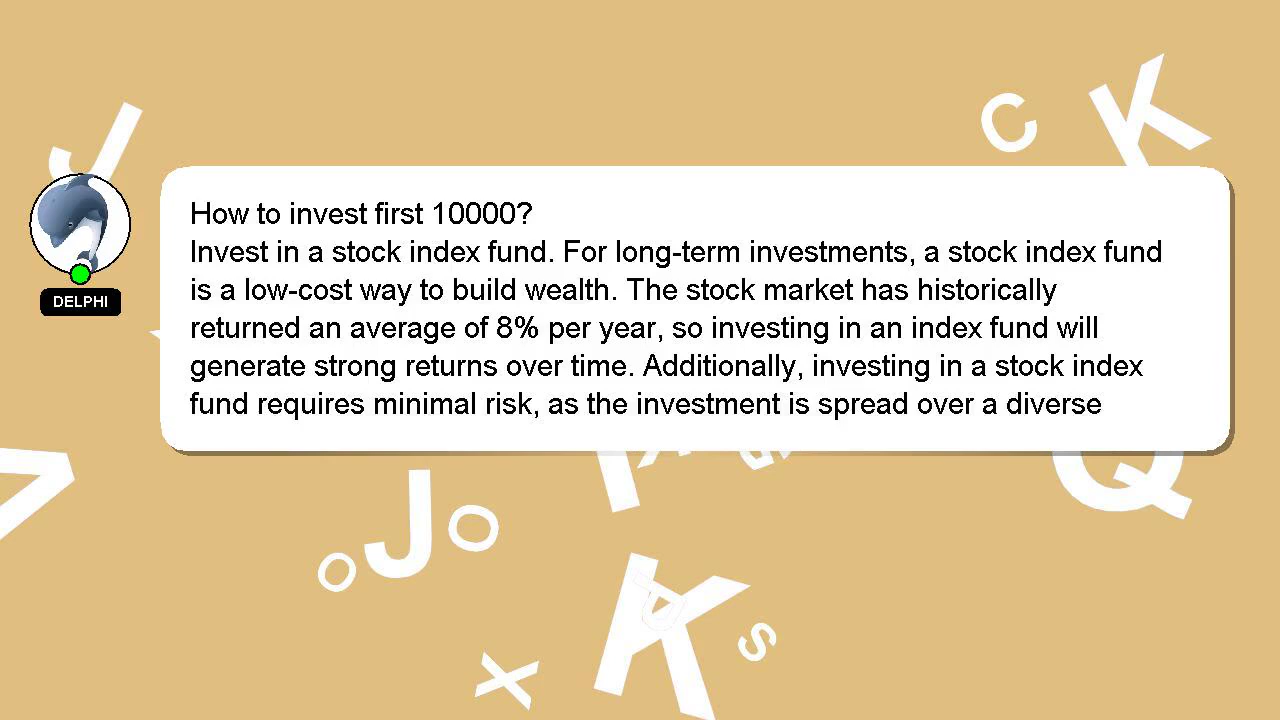 J
C
K
How to invest first 10000?
Invest in a stock index fund. For long-term investments, a stock index fund
is a low-cost way to build wealth. The stock market has historically
returned an average of 8% per year, so investing in an index fund will
generate strong returns over time. Additionally, investing in a stock index
fund requires minimal risk, as the investment is spread over a diverse
DELPHI
J
O
O
Q
K
S
X